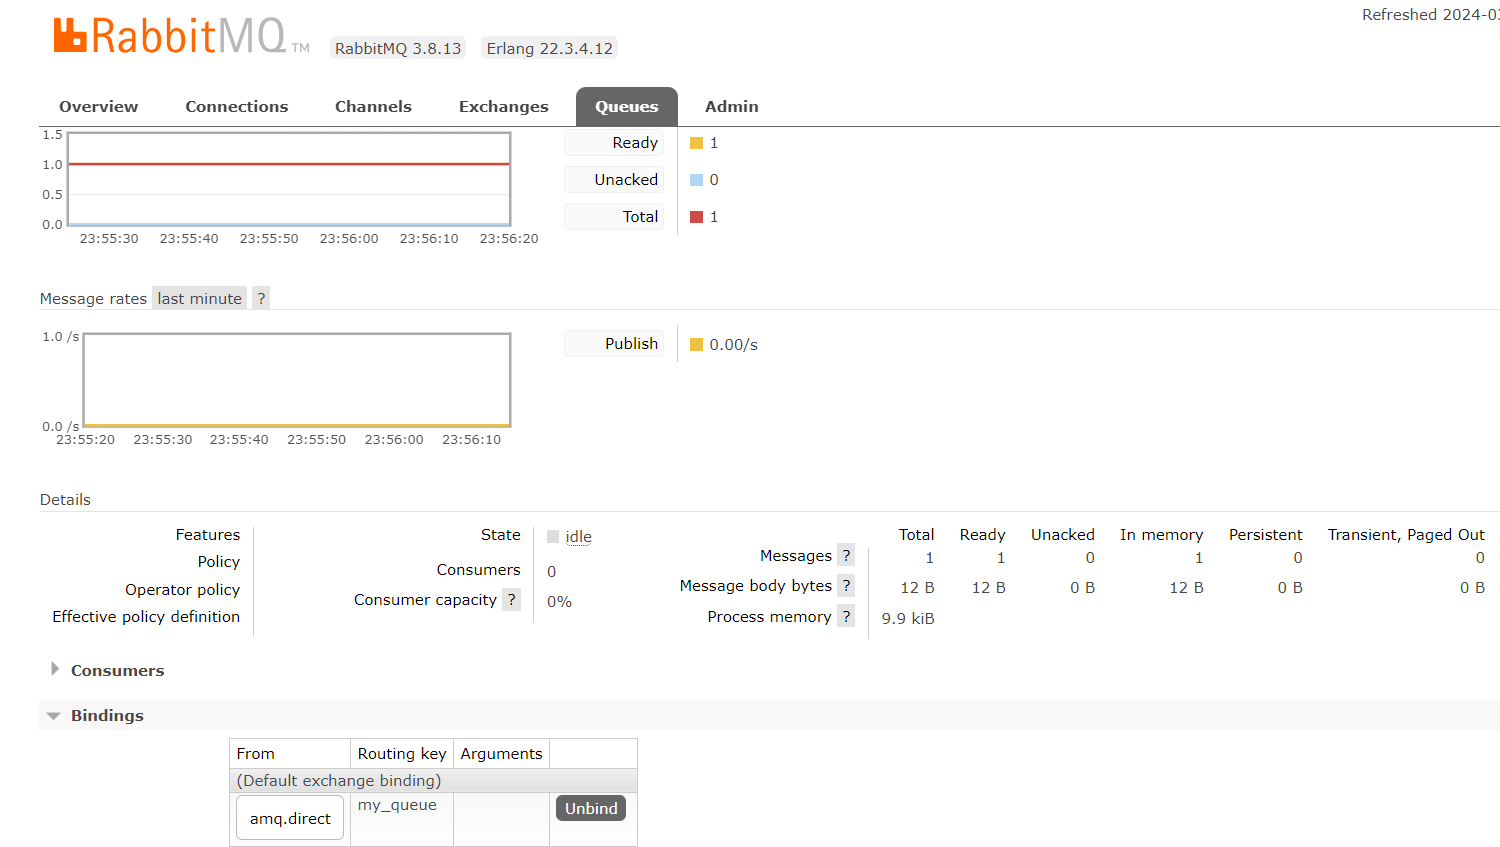 Refreshed 2024-03
RabbitMQ TM RabbitMQ 3.8.13 Erlang 22.3.4.12
Overview Connections Channels Exchanges Queues Admin
1.5
1.0
0.5
0.0
23:55:30 23:55:40 23:55:50 23:56:00 23:56:10 23:56:20
Ready 1
Unacked 0
Total 1
Message rates last minute ?
1.0 /s
0.0 /s
23:55:20 23:55:30 23:55:40 23:55:50 23:56:00 23:56:10
Publish 0.00/s
Details
Features
Policy
Operator policy
Effective policy definition
State idle
Consumers 0
Consumer capacity ? 0%
Total Ready Unacked In memory Persistent Transient, Paged Out
Messages ? 1 1 0 1 0 0
Message body bytes ? 12 B 12 B 0 B 12 B 0 B 0 B
Process memory ? 9.9 kiB
Consumers
Bindings
From Routing key Arguments
(Default exchange binding)
amq.direct my_queue Unbind